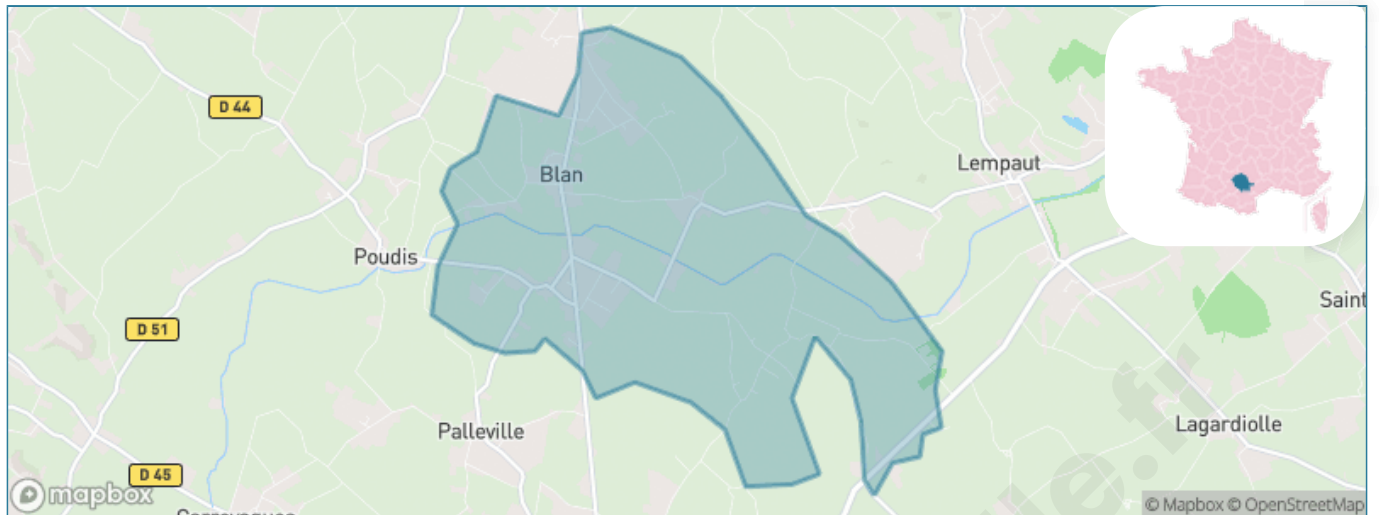 D 44
Blan
Lempaut
Poudis
Saint
D 51
Lagardiolle
Palleville
D 45
mapbox
© Mapbox © OpenStreetMap